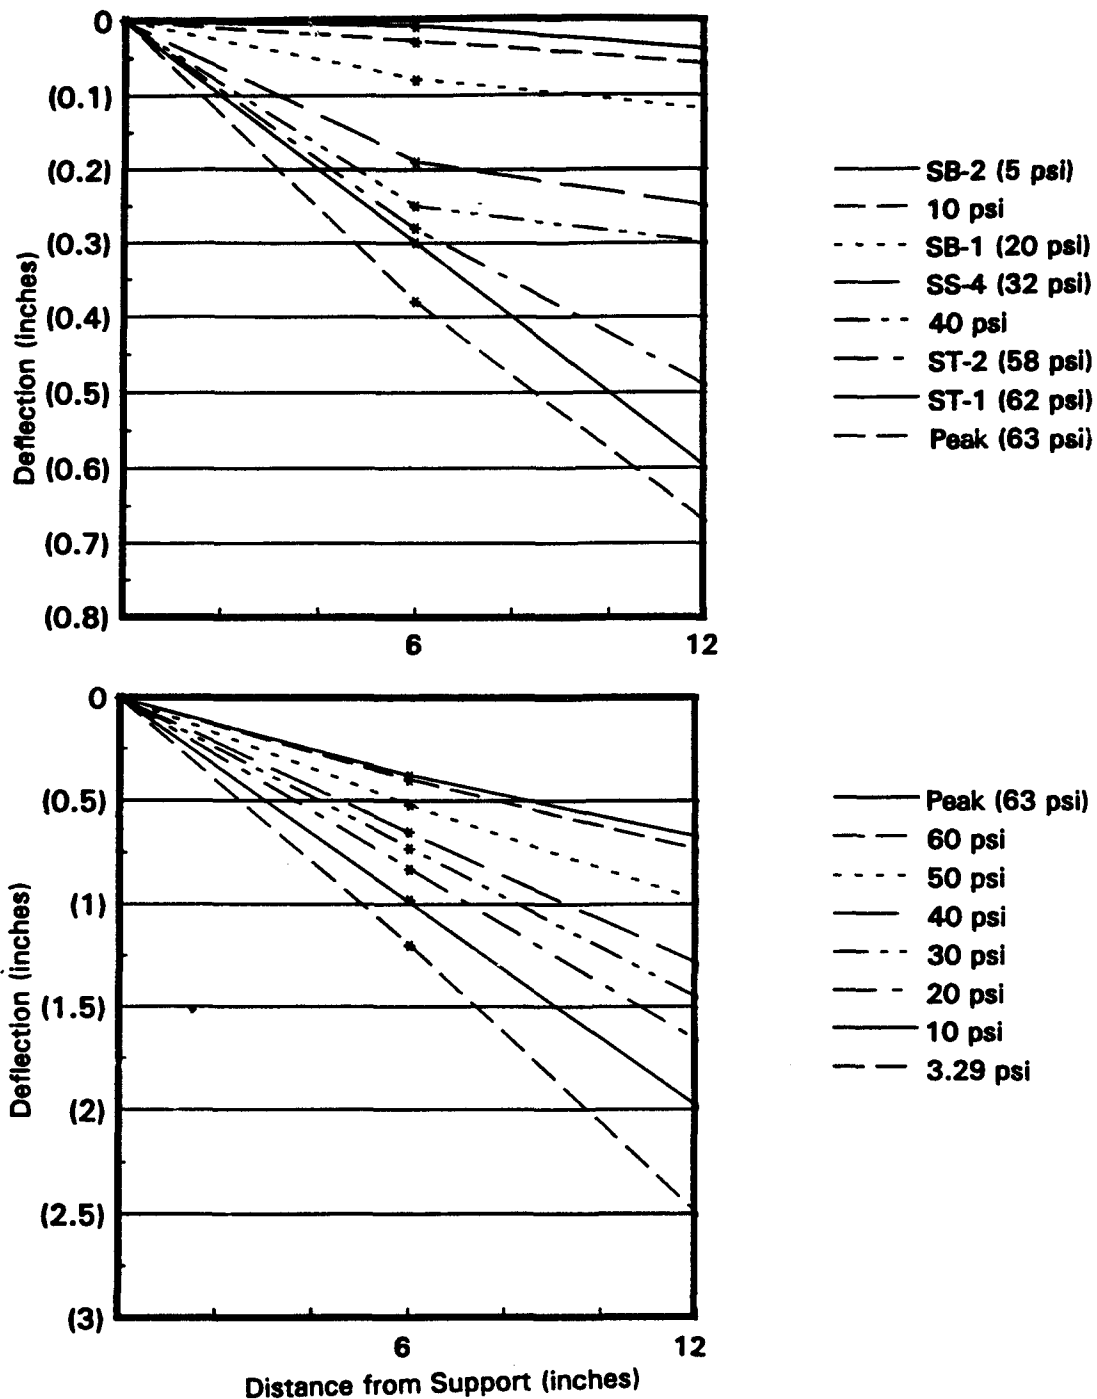 0
(0.1)
(0.2)
(0.3)
(0.4)
(0.5)
(0.6)
(0.7)
(0.8)
Deflection (inches)
6
12
SB-2 (5 psi)
10 psi
SB-1 (20 psi)
SS-4 (32 psi)
40 psi
ST-2 (58 psi)
ST-1 (62 psi)
Peak (63 psi)
0
(0.5)
(1)
(1.5)
(2)
(2.5)
(3)
Deflection (inches)
6
12
Distance from Support (inches)
Peak (63 psi)
60 psi
50 psi
40 psi
30 psi
20 psi
10 psi
3.29 psi